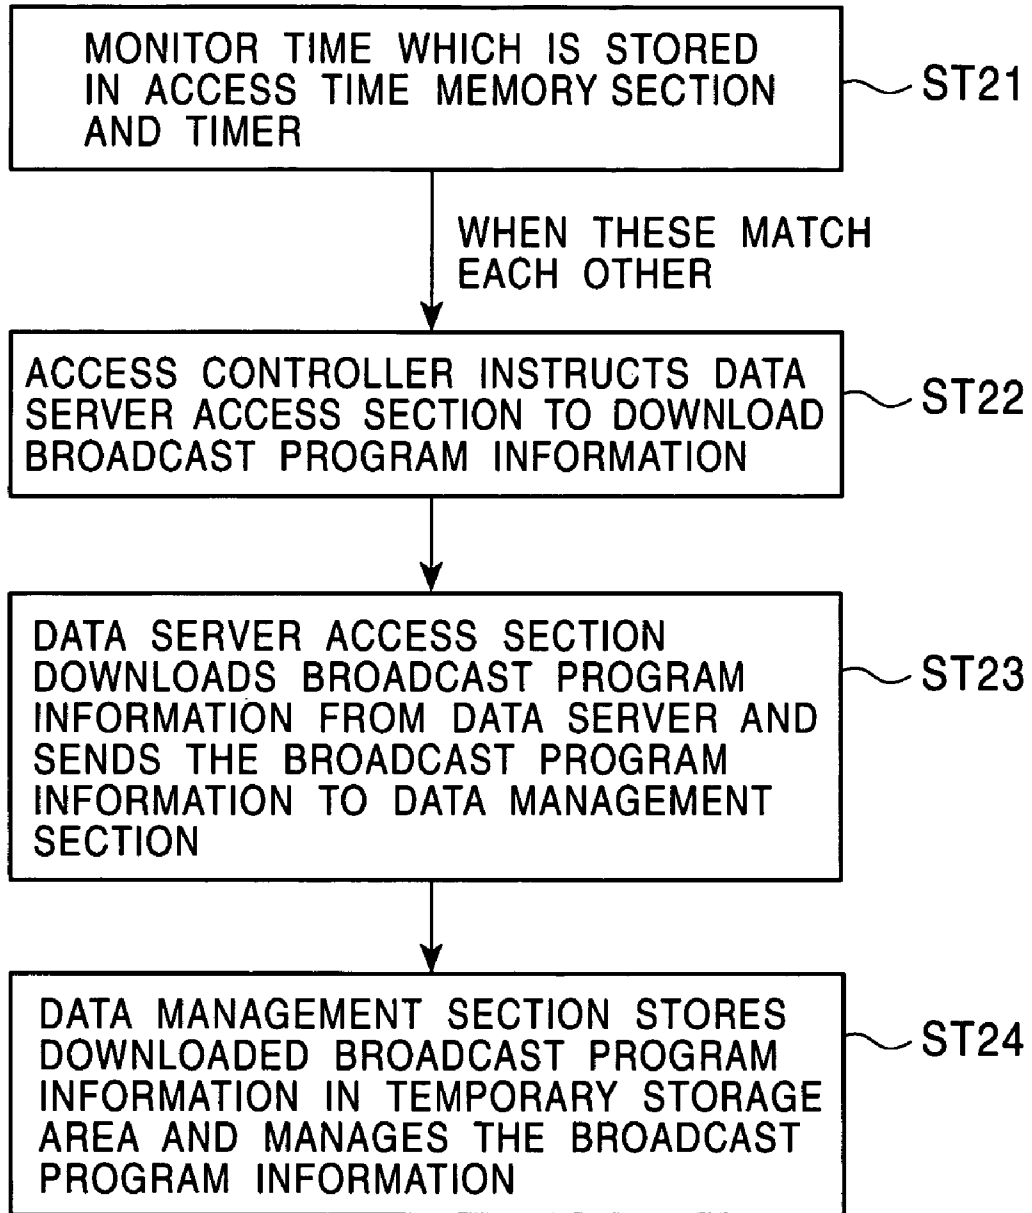 MONITOR TIME WHICH IS STORED
IN ACCESS TIME MEMORY SECTION
AND TIMER
ST21
WHEN THESE MATCH
EACH OTHER
ACCESS CONTROLLER INSTRUCTS DATA
SERVER ACCESS SECTION TO DOWNLOAD
BROADCAST PROGRAM INFORMATION
ST22
DATA SERVER ACCESS SECTION
DOWNLOADS BROADCAST PROGRAM
INFORMATION FROM DATA SERVER AND
SENDS THE BROADCAST PROGRAM
INFORMATION TO DATA MANAGEMENT
SECTION
ST23
DATA MANAGEMENT SECTION STORES
DOWNLOADED BROADCAST PROGRAM
INFORMATION IN TEMPORARY STORAGE
AREA AND MANAGES THE BROADCAST
PROGRAM INFORMATION
ST24